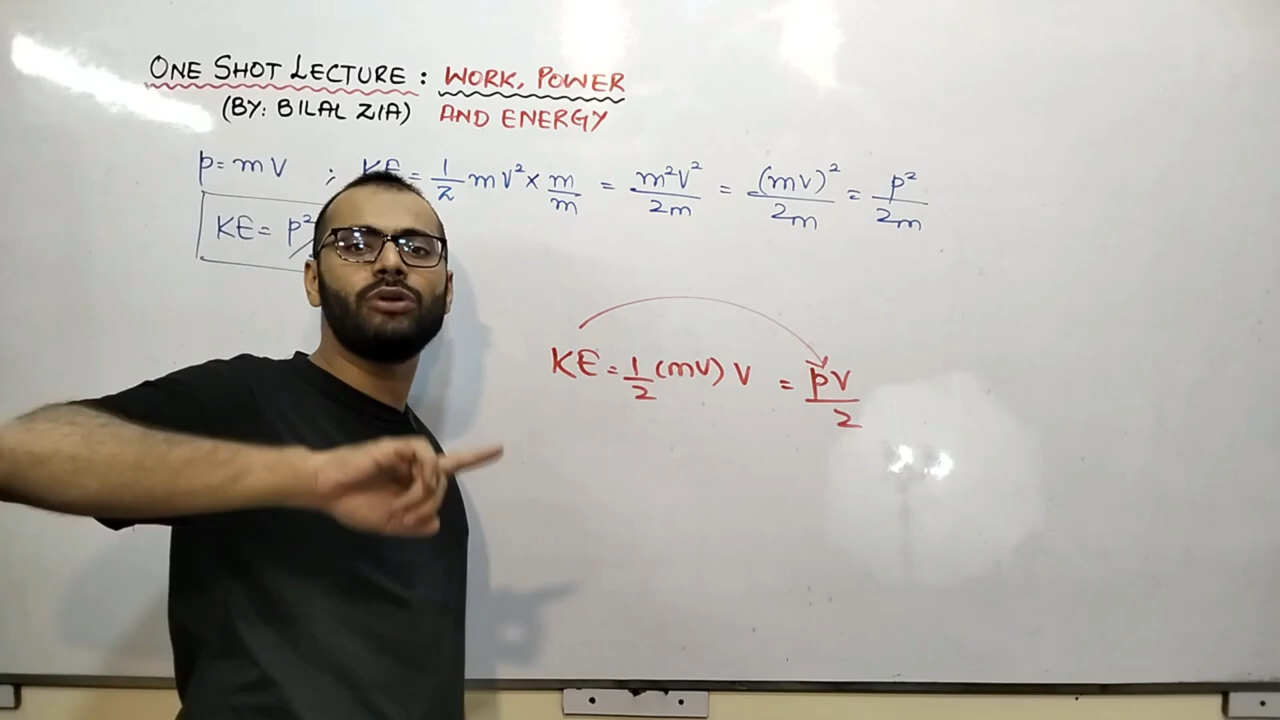 ONE SHOT LECTURE : WORK, POWER
(BY: BILAL ZIA) AND ENERGY
p = mV ; KE = 1/2 mV² × m/m = m²V²/2m = (mV)²/2m = p²/2m
KE = p²/
KE = 1/2 (mV) V = pV/2